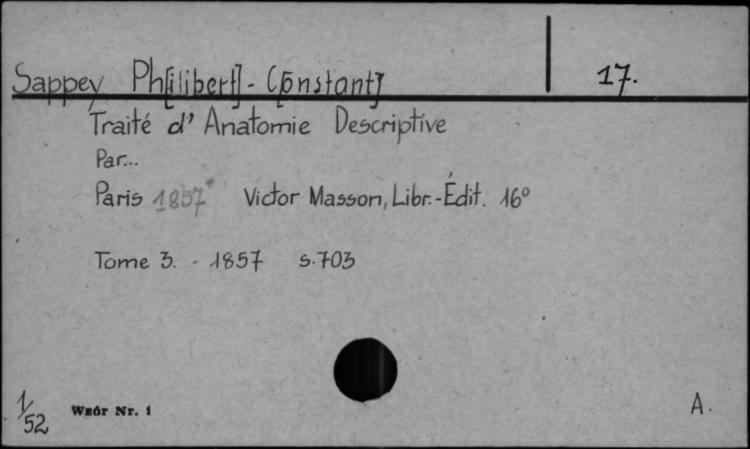 Sappey Ph[ilibert]-C[onstant] 17.
Traité d'Anatomie Descriptive
Par...
Paris 1857 Victor Masson, Libr.-Édit. 16°
Tome 3. - 1857 s.703
1/52 Wzór Nr. 1 A.